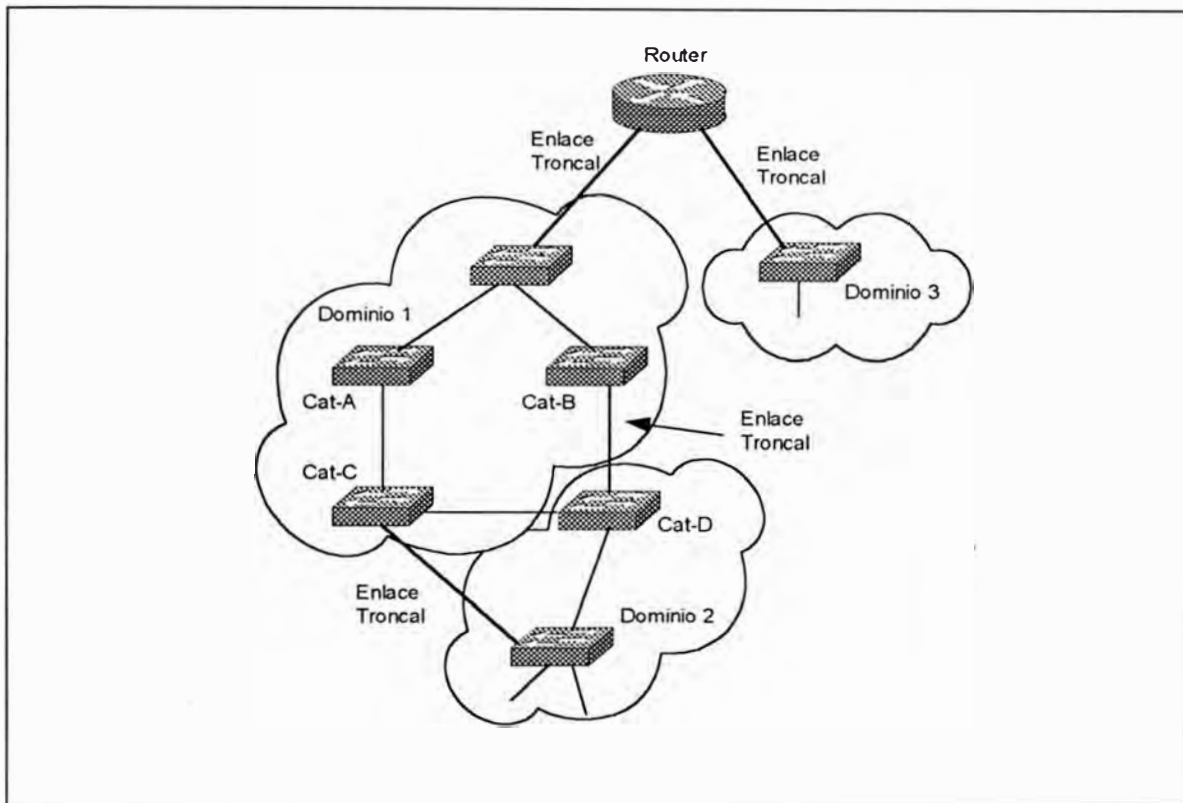 Router
Enlace
Troncal
Enlace
Troncal
Dominio 1
Dominio 3
Cat-A
Cat-B
Enlace
Troncal
Cat-C
Cat-D
Enlace
Troncal
Dominio 2